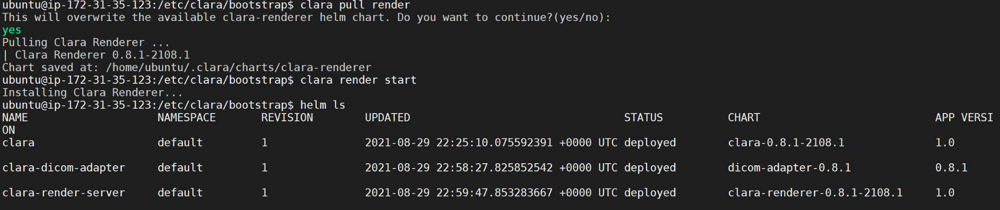 ubuntu@ip-172-31-35-123:/etc/clara/bootstrap$ clara pull render
This will overwrite the available clara-renderer helm chart. Do you want to continue?(yes/no):
yes
Pulling Clara Renderer ...
| Clara Renderer 0.8.1-2108.1
Chart saved at: /home/ubuntu/.clara/charts/clara-renderer
ubuntu@ip-172-31-35-123:/etc/clara/bootstrap$ clara render start
Installing Clara Renderer...
ubuntu@ip-172-31-35-123:/etc/clara/bootstrap$ helm ls
NAME NAMESPACE REVISION UPDATED STATUS CHART APP VERSI
ON
clara default 1 2021-08-29 22:25:10.075592391 +0000 UTC deployed clara-0.8.1-2108.1 1.0
clara-dicom-adapter default 1 2021-08-29 22:58:27.825852542 +0000 UTC deployed dicom-adapter-0.8.1 0.8.1
clara-render-server default 1 2021-08-29 22:59:47.853283667 +0000 UTC deployed clara-renderer-0.8.1-2108.1 1.0